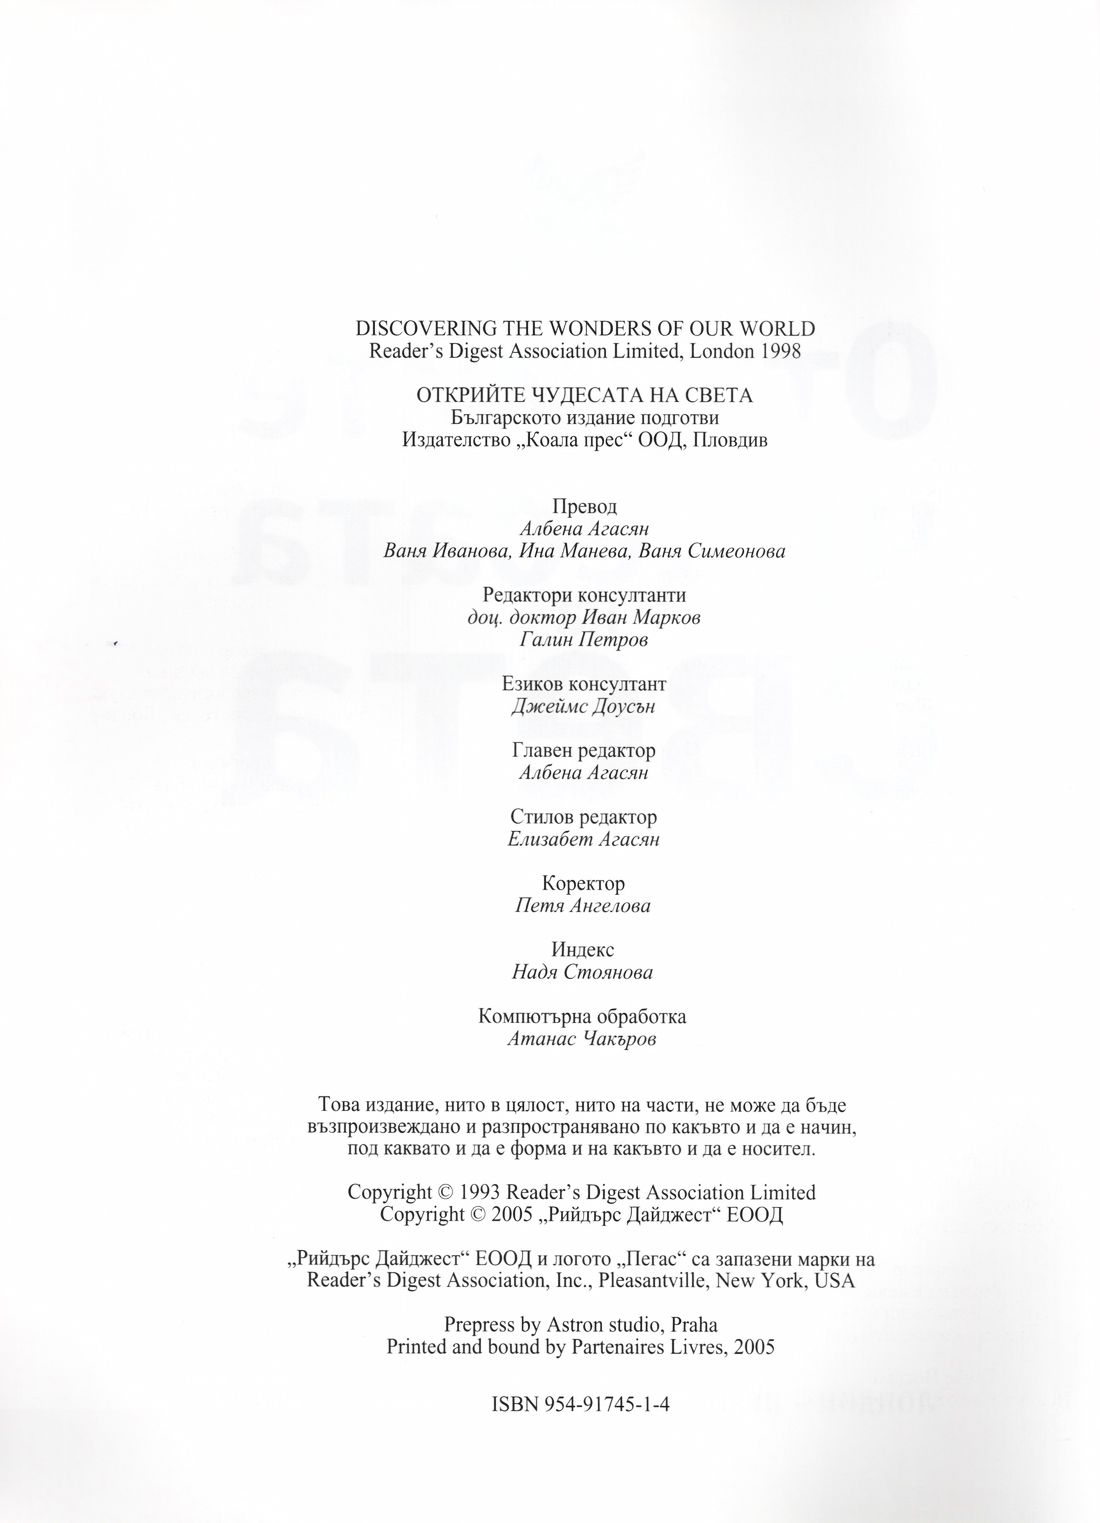 DISCOVERING THE WONDERS OF OUR WORLD
Reader's Digest Association Limited, London 1998
ОТКРИЙТЕ ЧУДЕСАТА НА СВЕТА
Българското издание подготви
Издателство „Коала прес“ ООД, Пловдив
Превод
Албена Агасян
Ваня Иванова, Ина Манева, Ваня Симеонова
Редактори консултанти
доц. доктор Иван Марков
Галин Петров
Езиков консултант
Джеймс Доусън
Главен редактор
Албена Агасян
Стилов редактор
Елизабет Агасян
Коректор
Петя Ангелова
Индекс
Надя Стоянова
Компютърна обработка
Атанас Чакъров
Това издание, нито в цялост, нито на части, не може да бъде
възпроизвеждано и разпространявано по какъвто и да е начин,
под каквато и да е форма и на какъвто и да е носител.
Copyright © 1993 Reader's Digest Association Limited
Copyright © 2005 „Рийдърс Дайджест“ ЕООД
„Рийдърс Дайджест“ ЕООД и логото „Пегас“ са запазени марки на
Reader's Digest Association, Inc., Pleasantville, New York, USA
Prepress by Astron studio, Praha
Printed and bound by Partenaires Livres, 2005
ISBN 954-91745-1-4